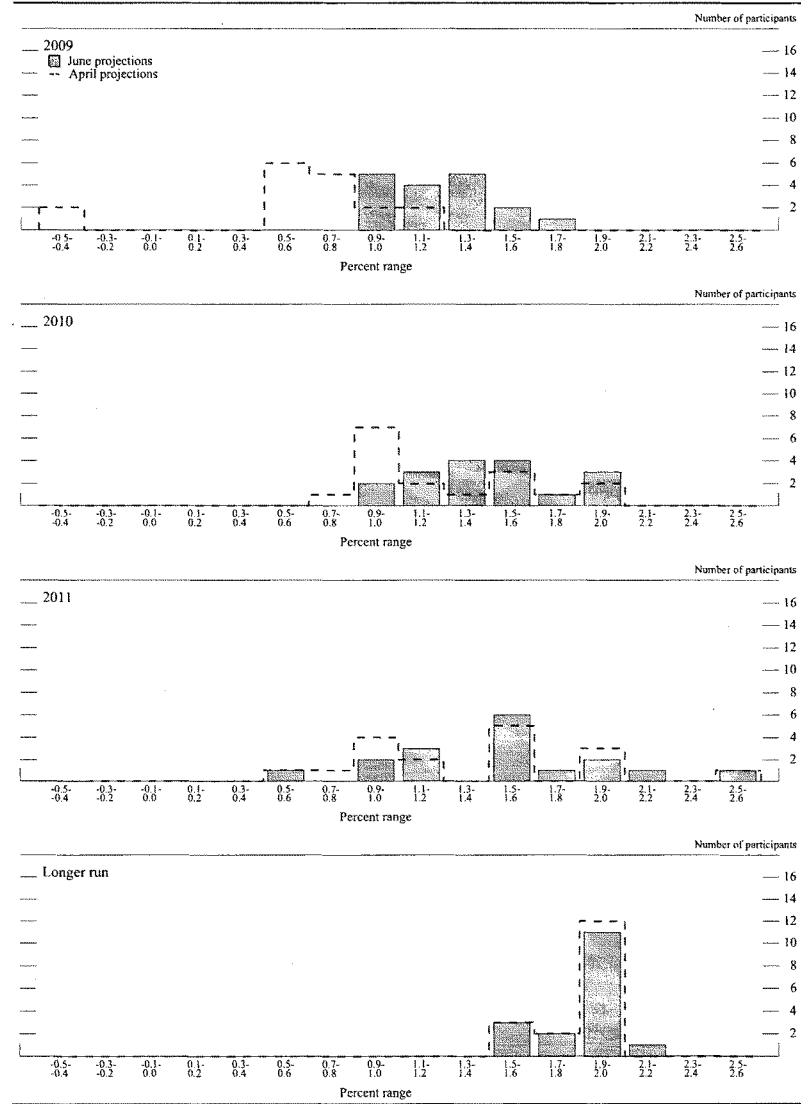 Number of participants
2009
June projections
April projections
16
14
12
10
8
6
4
2
-0.5- -0.3- -0.1- 0.1- 0.3- 0.5- 0.7- 0.9- 1.1- 1.3- 1.5- 1.7- 1.9- 2.1- 2.3- 2.5-
-0.4 -0.2 0.0 0.2 0.4 0.6 0.8 1.0 1.2 1.4 1.6 1.8 2.0 2.2 2.4 2.6
Percent range
Number of participants
2010
16
14
12
10
8
6
4
2
-0.5- -0.3- -0.1- 0.1- 0.3- 0.5- 0.7- 0.9- 1.1- 1.3- 1.5- 1.7- 1.9- 2.1- 2.3- 2.5-
-0.4 -0.2 0.0 0.2 0.4 0.6 0.8 1.0 1.2 1.4 1.6 1.8 2.0 2.2 2.4 2.6
Percent range
Number of participants
2011
16
14
12
10
8
6
4
2
-0.5- -0.3- -0.1- 0.1- 0.3- 0.5- 0.7- 0.9- 1.1- 1.3- 1.5- 1.7- 1.9- 2.1- 2.3- 2.5-
-0.4 -0.2 0.0 0.2 0.4 0.6 0.8 1.0 1.2 1.4 1.6 1.8 2.0 2.2 2.4 2.6
Percent range
Number of participants
Longer run
16
14
12
10
8
6
4
2
-0.5- -0.3- -0.1- 0.1- 0.3- 0.5- 0.7- 0.9- 1.1- 1.3- 1.5- 1.7- 1.9- 2.1- 2.3- 2.5-
-0.4 -0.2 0.0 0.2 0.4 0.6 0.8 1.0 1.2 1.4 1.6 1.8 2.0 2.2 2.4 2.6
Percent range